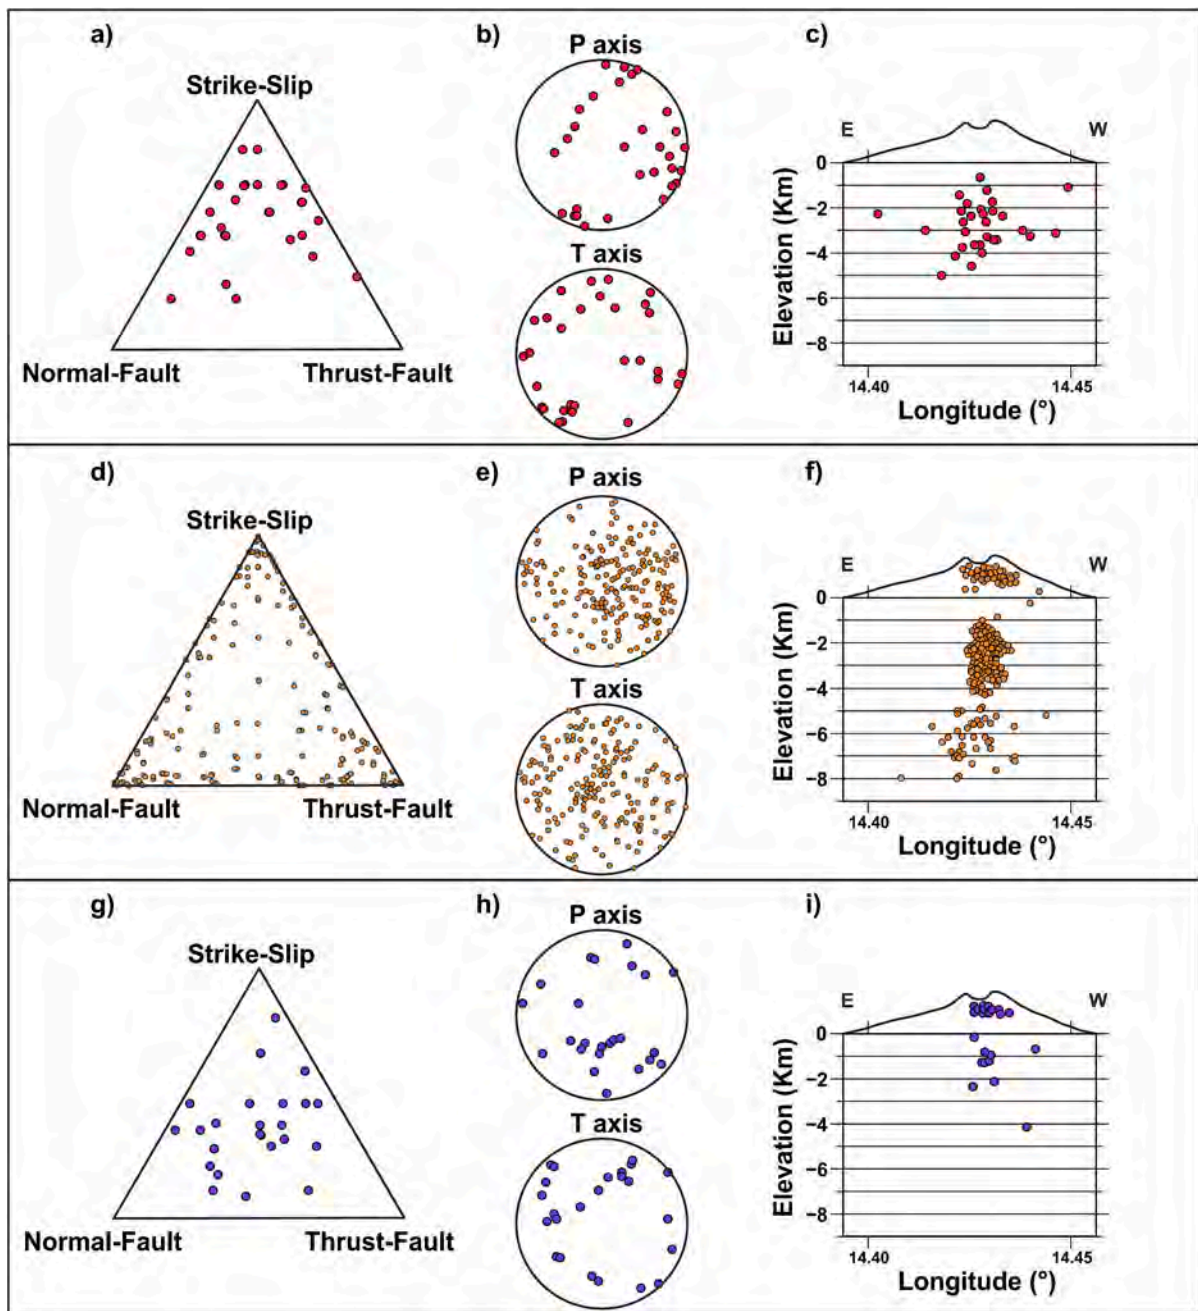 a)
Strike-Slip
Normal-Fault
Thrust-Fault
b)
P axis
T axis
c)
E
W
0
−2
−4
−6
−8
Elevation (Km)
14.40
14.45
Longitude (°)
d)
Strike-Slip
Normal-Fault
Thrust-Fault
e)
P axis
T axis
f)
E
W
0
−2
−4
−6
−8
Elevation (Km)
14.40
14.45
Longitude (°)
g)
Strike-Slip
Normal-Fault
Thrust-Fault
h)
P axis
T axis
i)
E
W
0
−2
−4
−6
−8
Elevation (Km)
14.40
14.45
Longitude (°)